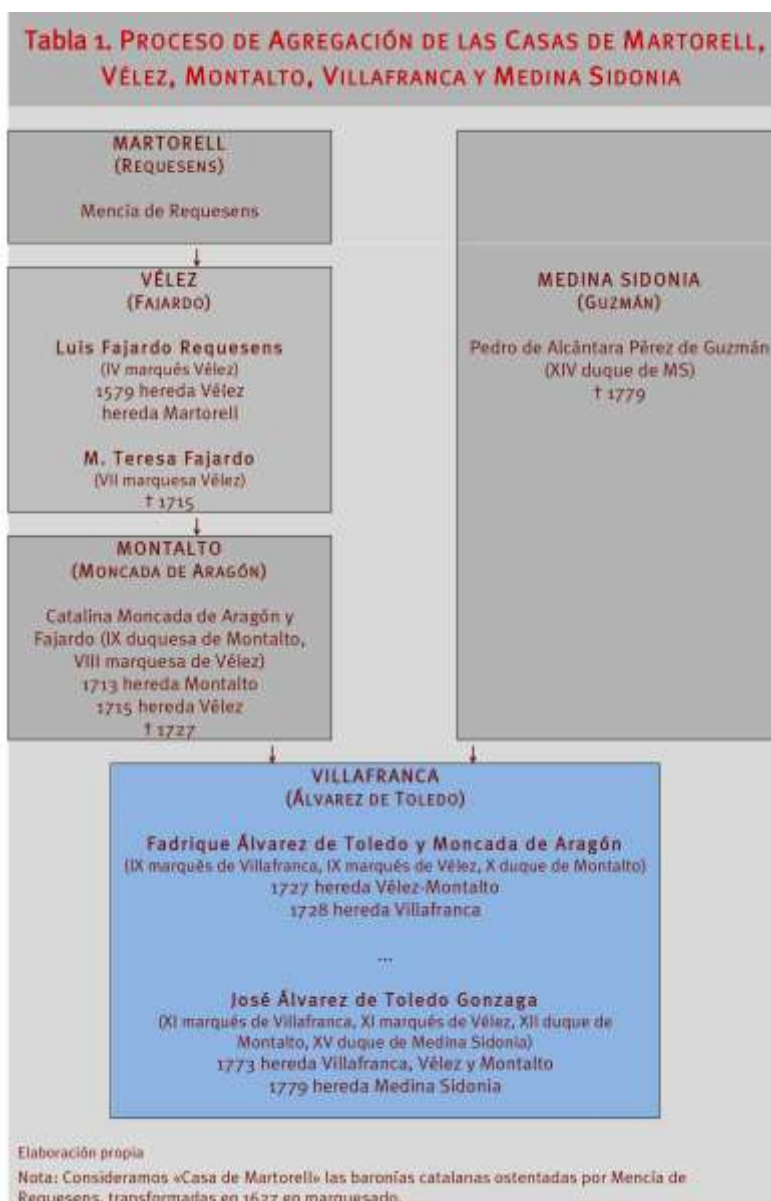 Tabla 1. PROCESO DE AGREGACIÓN DE LAS CASAS DE MARTORELL,
VÉLEZ, MONTALTO, VILLAFRANCA Y MEDINA SIDONIA
MARTORELL
(REQUESENS)
Mencía de Requesens
↓
VÉLEZ
(FAJARDO)
Luis Fajardo Requesens
(IV marqués Vélez)
1579 hereda Vélez
hereda Martorell
M. Teresa Fajardo
(VII marquesa Vélez)
† 1715
↓
MONTALTO
(MONCADA DE ARAGÓN)
Catalina Moncada de Aragón y
Fajardo (IX duquesa de Montalto,
VIII marquesa de Vélez)
1713 hereda Montalto
1715 hereda Vélez
† 1727
↓
MEDINA SIDONIA
(GUZMÁN)
Pedro de Alcántara Pérez de Guzmán
(XIV duque de MS)
† 1779
↓
VILLAFRANCA
(ÁLVAREZ DE TOLEDO)
Fadrique Álvarez de Toledo y Moncada de Aragón
(IX marqués de Villafranca, IX marqués de Vélez, X duque de Montalto)
1727 hereda Vélez-Montalto
1728 hereda Villafranca
...
José Álvarez de Toledo Gonzaga
(XI marqués de Villafranca, XI marqués de Vélez, XII duque de
Montalto, XV duque de Medina Sidonia)
1773 hereda Villafranca, Vélez y Montalto
1779 hereda Medina Sidonia
Elaboración propia
Nota: Consideramos «Casa de Martorell» las baronías catalanas ostentadas por Mencía de
Requesens, transformadas en 1627 en marquesado.